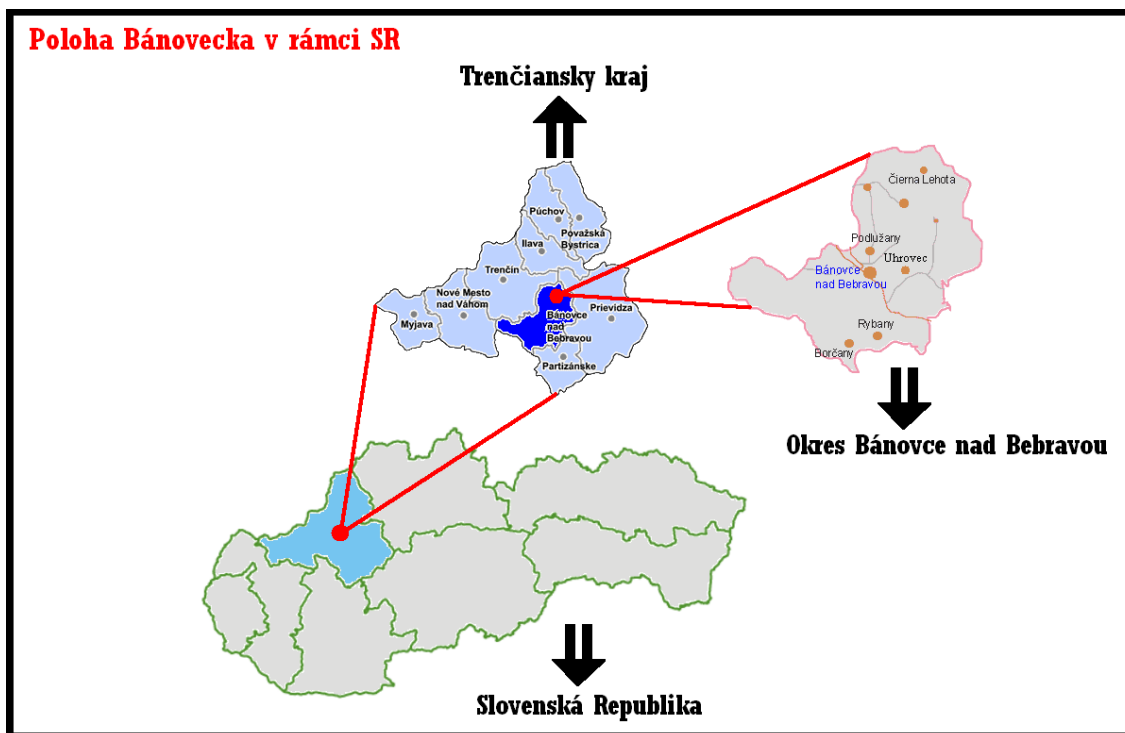 Poloha Bánovecka v rámci SR
Trenčiansky kraj
Púchov
Považská
Bystrica
Ilava
Trenčín
Nové Mesto
nad Váhom
Myjava
Bánovce
nad
Bebravou
Prievidza
Partizánske
Čierna Lehota
Podlužany
Uhrovec
Bánovce
nad Bebravou
Rybany
Borčany
Okres Bánovce nad Bebravou
Slovenská Republika